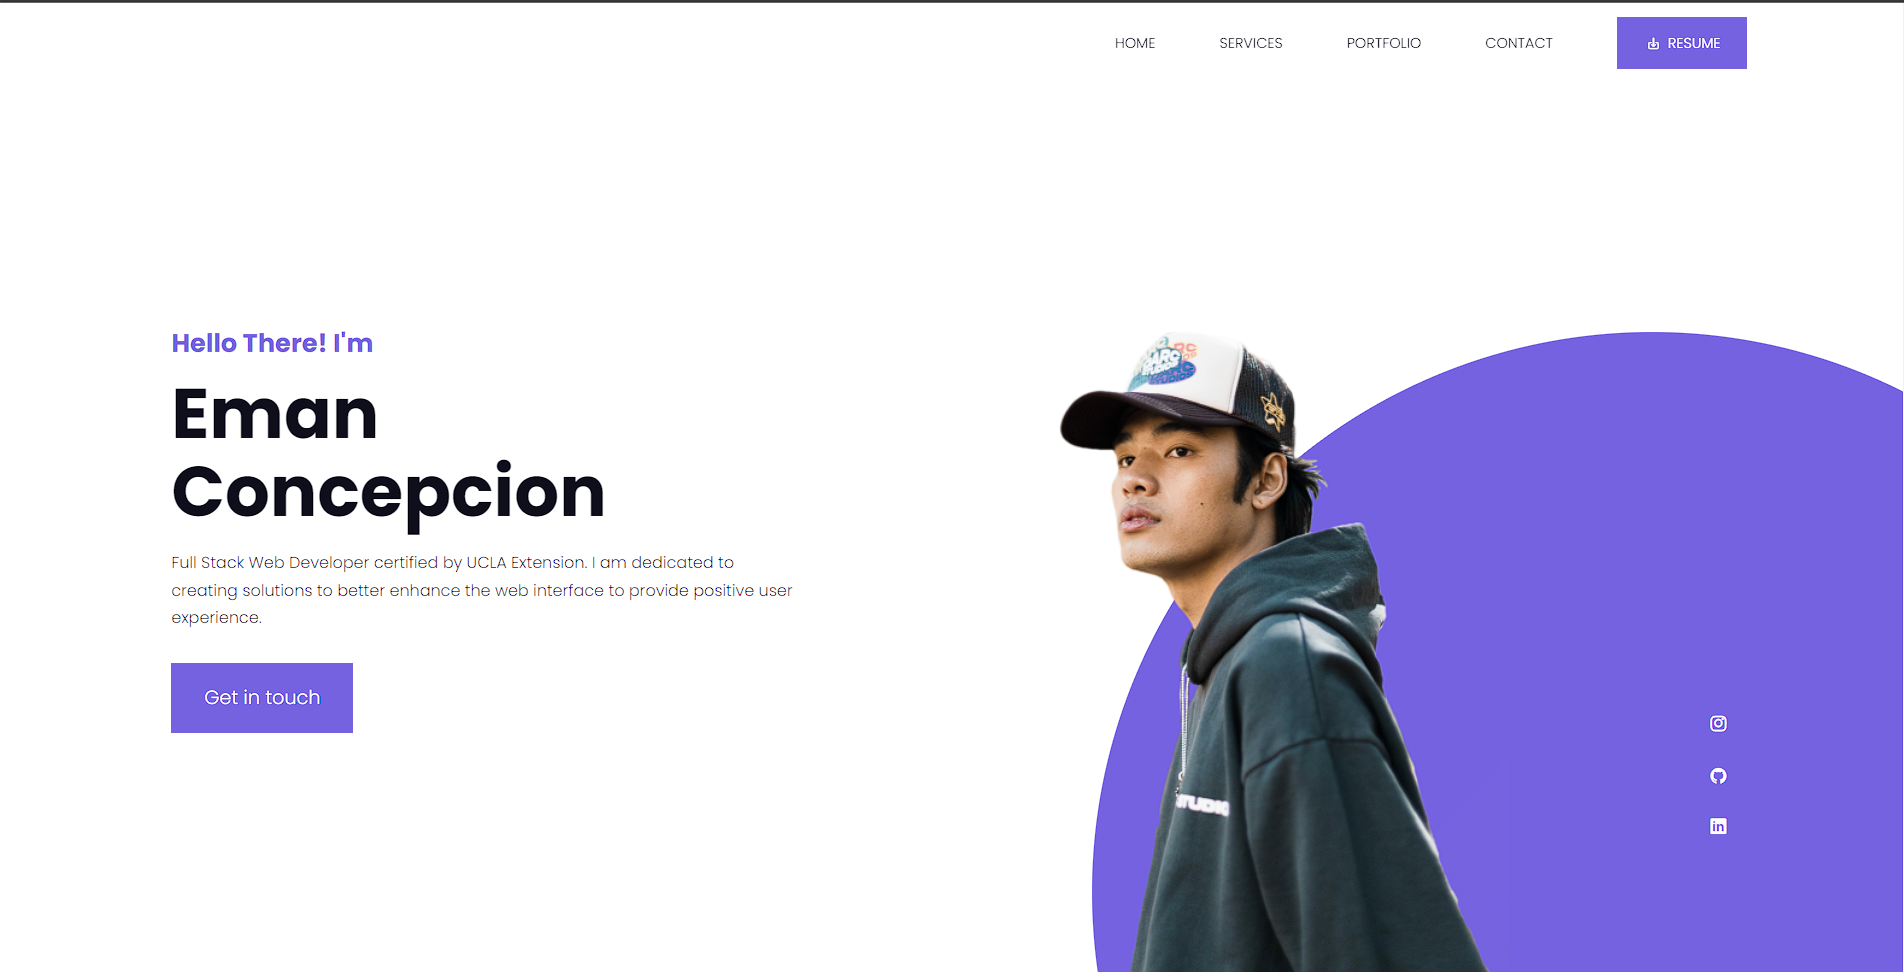 HOME SERVICES PORTFOLIO CONTACT RESUME
Hello There! I'm
Eman
Concepcion
Full Stack Web Developer certified by UCLA Extension. I am dedicated to
creating solutions to better enhance the web interface to provide positive user
experience.
Get in touch
in